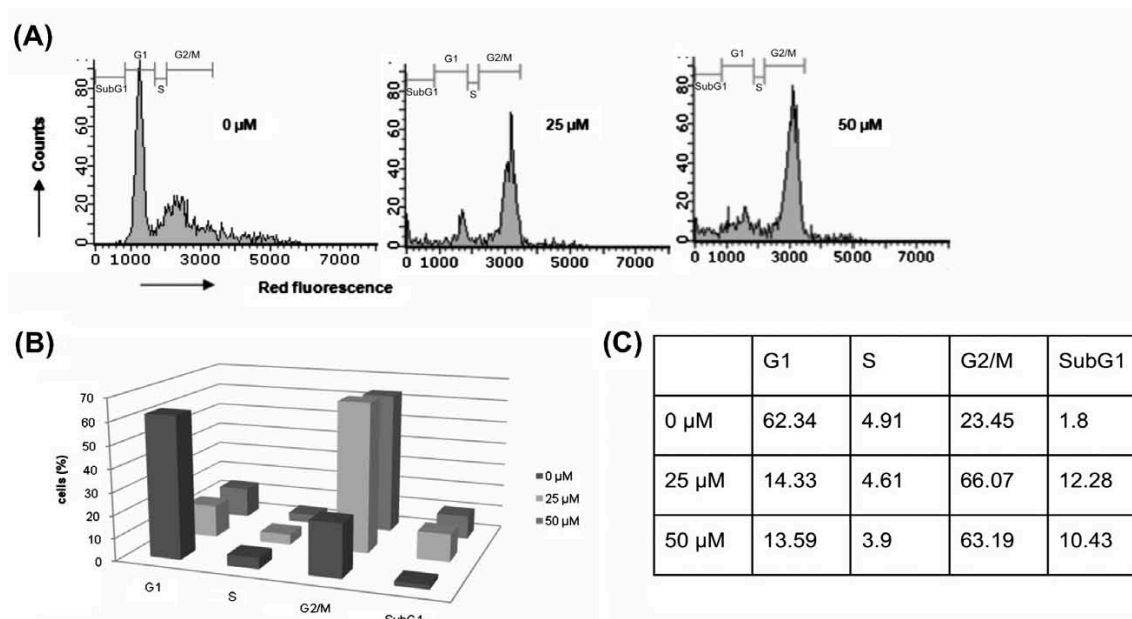 (A)
G1 G2/M
SubG1 S
0 µM
Counts
0 20 40 60 80
0 1000 3000 5000 7000
G1 G2/M
SubG1 S
25 µM
0 20 40 60 80
0 1000 3000 5000 7000
G1 G2/M
SubG1 S
50 µM
0 20 40 60 80
0 1000 3000 5000 7000
Red fluorescence
(B)
cells (%)
70
60
50
40
30
20
10
0
G1
S
G2/M
SubG1
0 µM
25 µM
50 µM
(C)
G1 S G2/M SubG1
0 µM 62.34 4.91 23.45 1.8
25 µM 14.33 4.61 66.07 12.28
50 µM 13.59 3.9 63.19 10.43